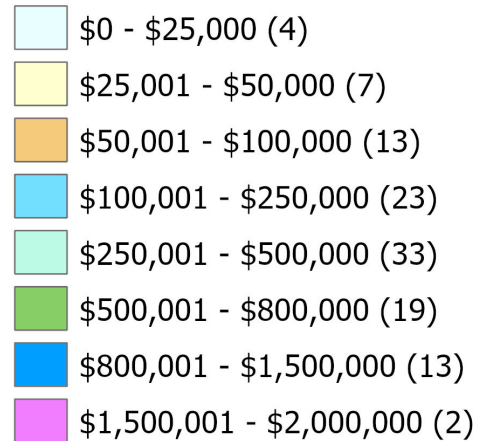 $0 - $25,000 (4)
$25,001 - $50,000 (7)
$50,001 - $100,000 (13)
$100,001 - $250,000 (23)
$250,001 - $500,000 (33)
$500,001 - $800,000 (19)
$800,001 - $1,500,000 (13)
$1,500,001 - $2,000,000 (2)